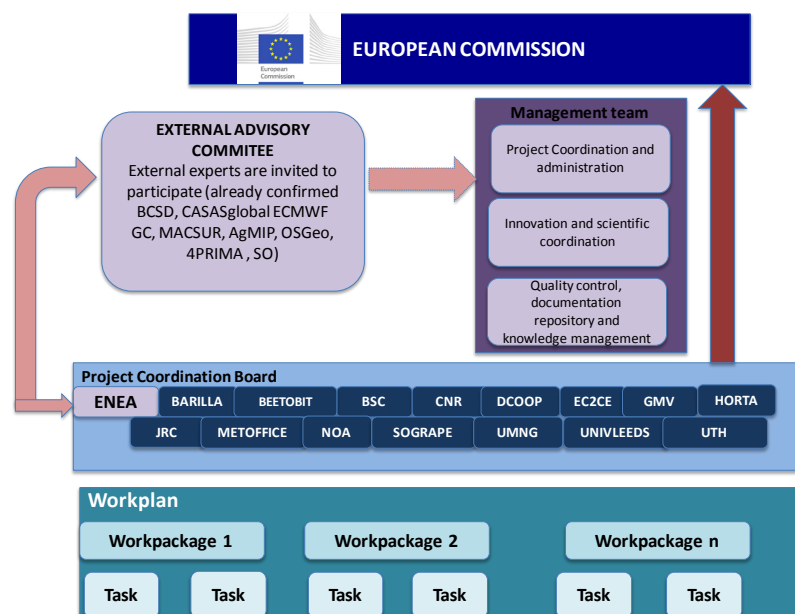 European
Commission
EUROPEAN COMMISSION
EXTERNAL ADVISORY
COMMITEE
External experts are invited to
participate (already confirmed
BCSD, CASASglobal ECMWF
GC, MACSUR, AgMIP, OSGeo,
4PRIMA , SO)
Management team
Project Coordination and
administration
Innovation and scientific
coordination
Quality control,
documentation
repository and
knowledge management
Project Coordination Board
ENEA
BARILLA
BEETOBIT
BSC
CNR
DCOOP
EC2CE
GMV
HORTA
JRC
METOFFICE
NOA
SOGRAPE
UMNG
UNIVLEEDS
UTH
Workplan
Workpackage 1
Workpackage 2
Workpackage n
Task
Task
Task
Task
Task
Task